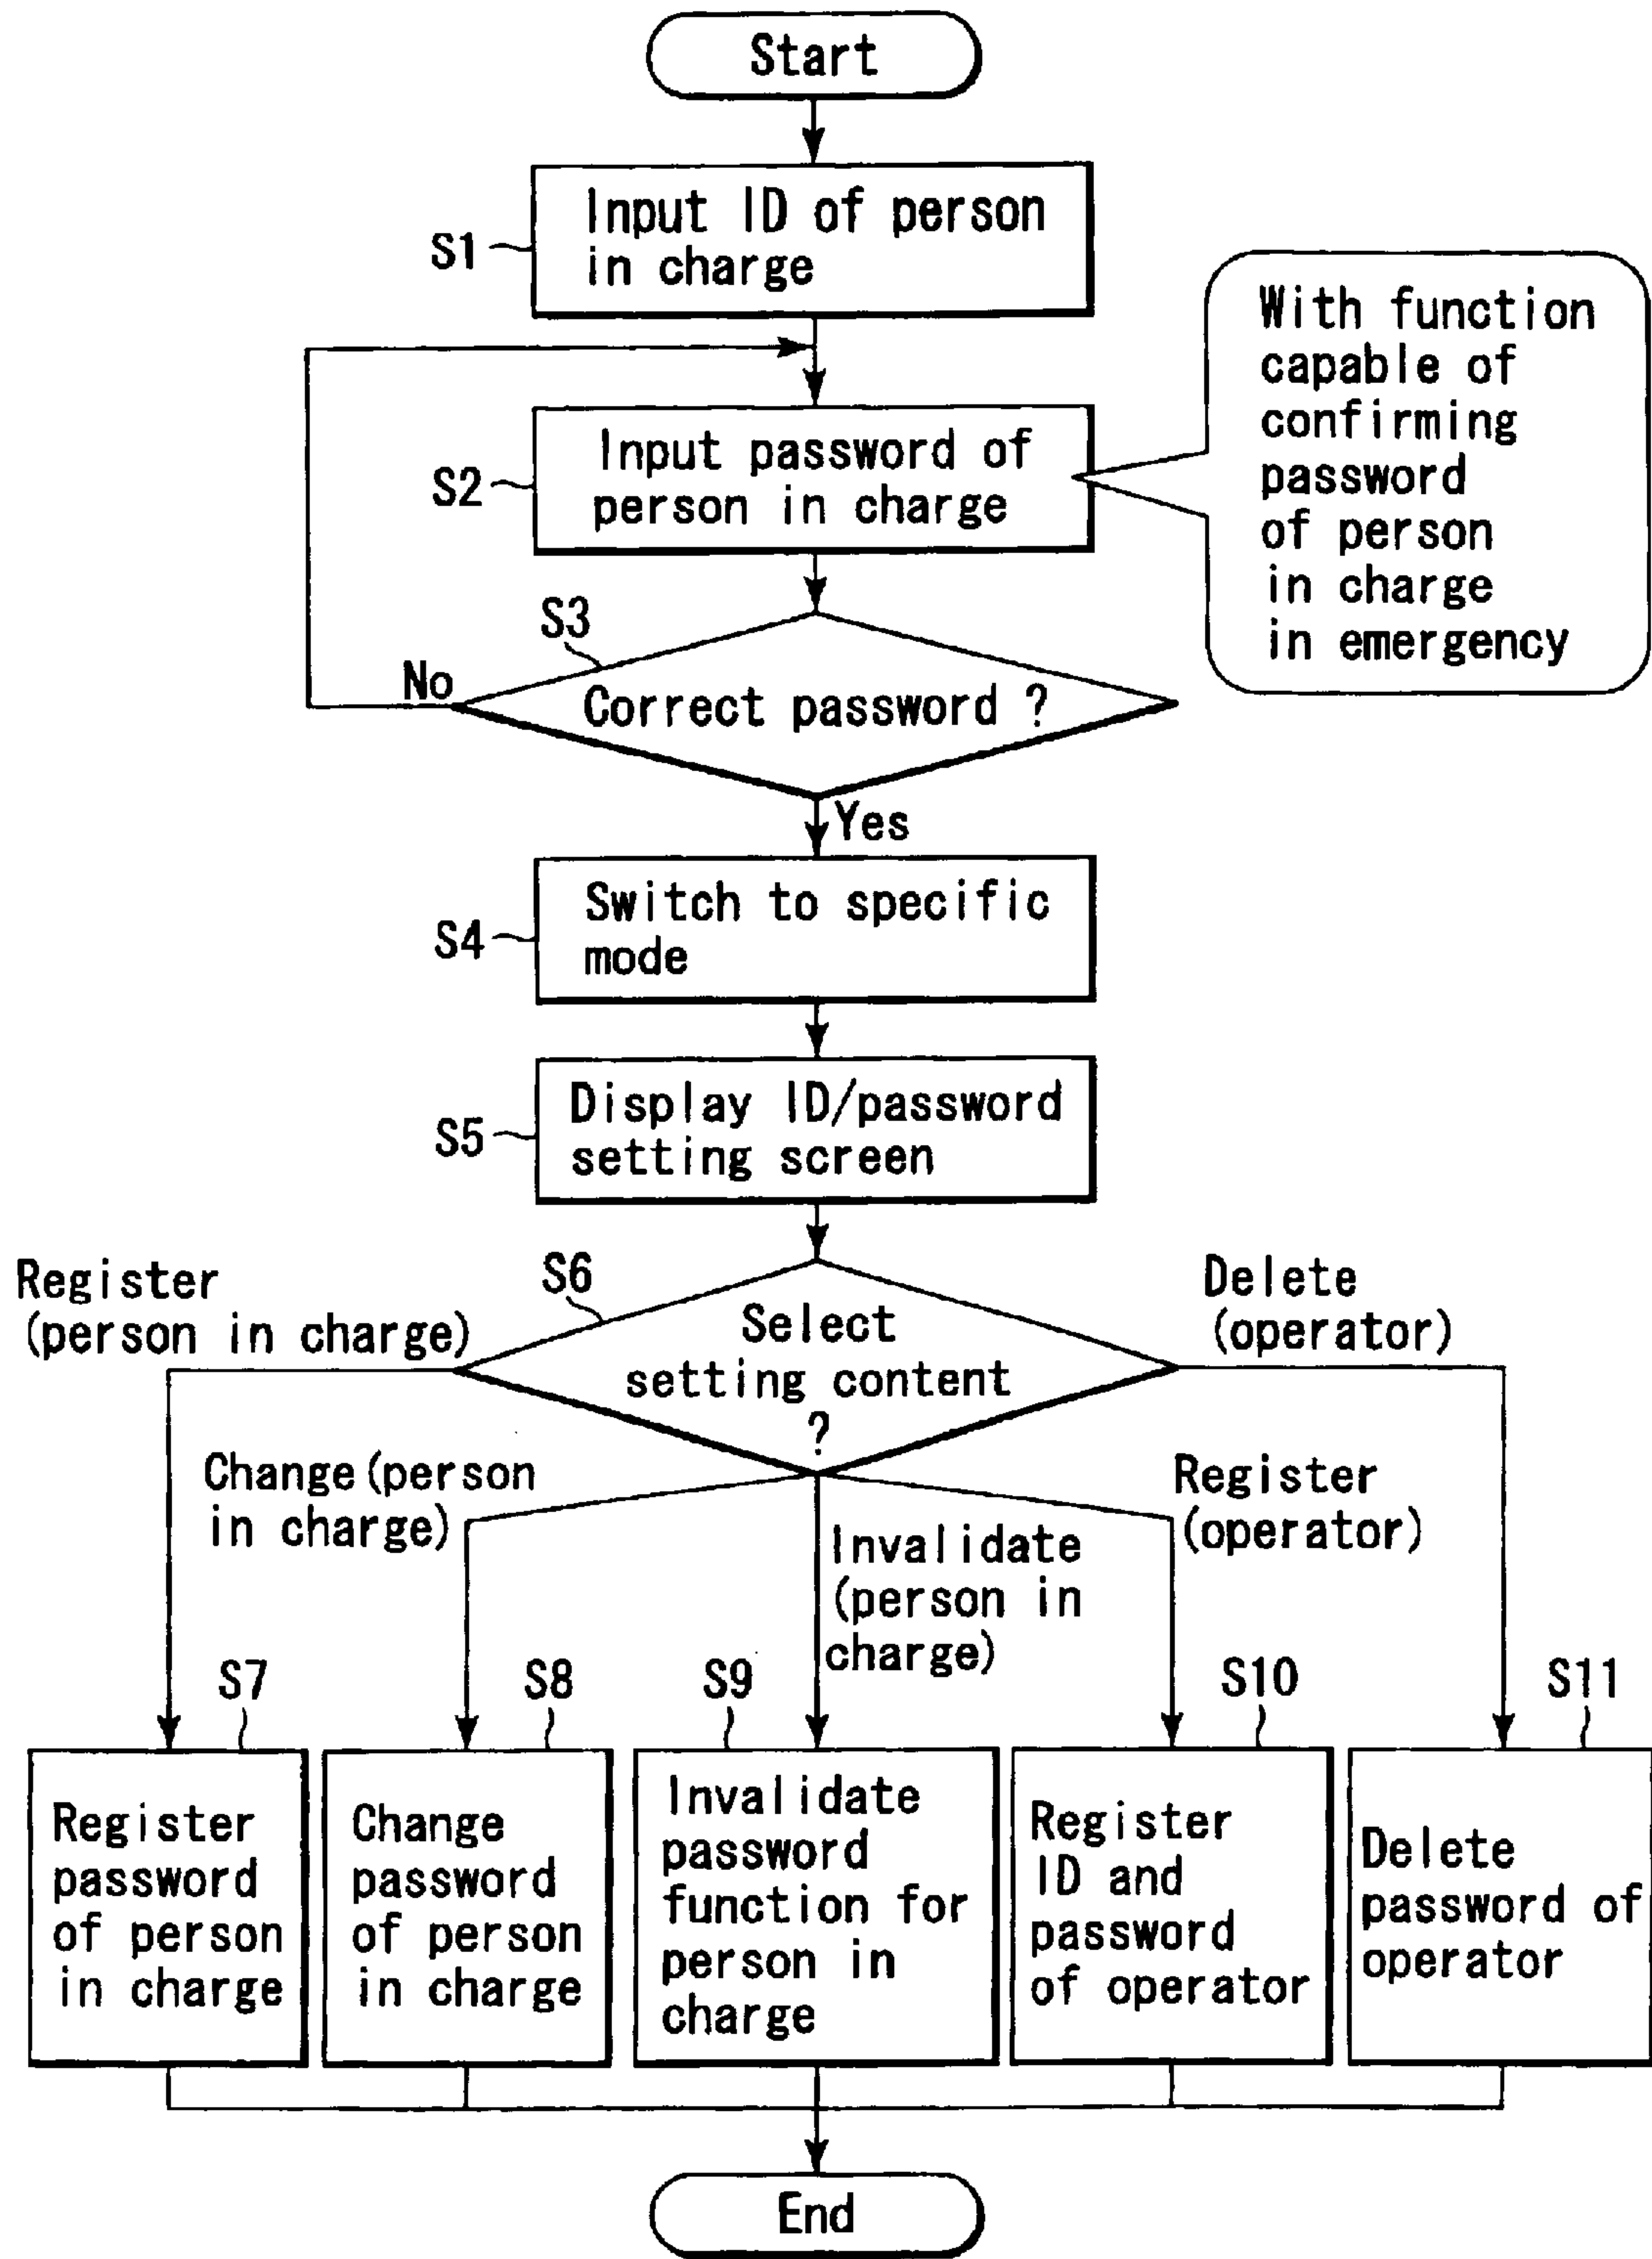 Start
Input ID of person
in charge
S1
With function
capable of
confirming
password
of person
in charge
in emergency
Input password of
person in charge
S2
S3
No
Correct password ?
Yes
Switch to specific
mode
S4
Display ID/password
setting screen
S5
Register
(person in charge)
S6
Select
setting content
?
Delete
(operator)
Change(person
in charge)
Invalidate
(person in
charge)
Register
(operator)
S7
S8
S9
S10
S11
Register
password
of person
in charge
Change
password
of person
in charge
Invalidate
password
function for
person in
charge
Register
ID and
password
of operator
Delete
password of
operator
End